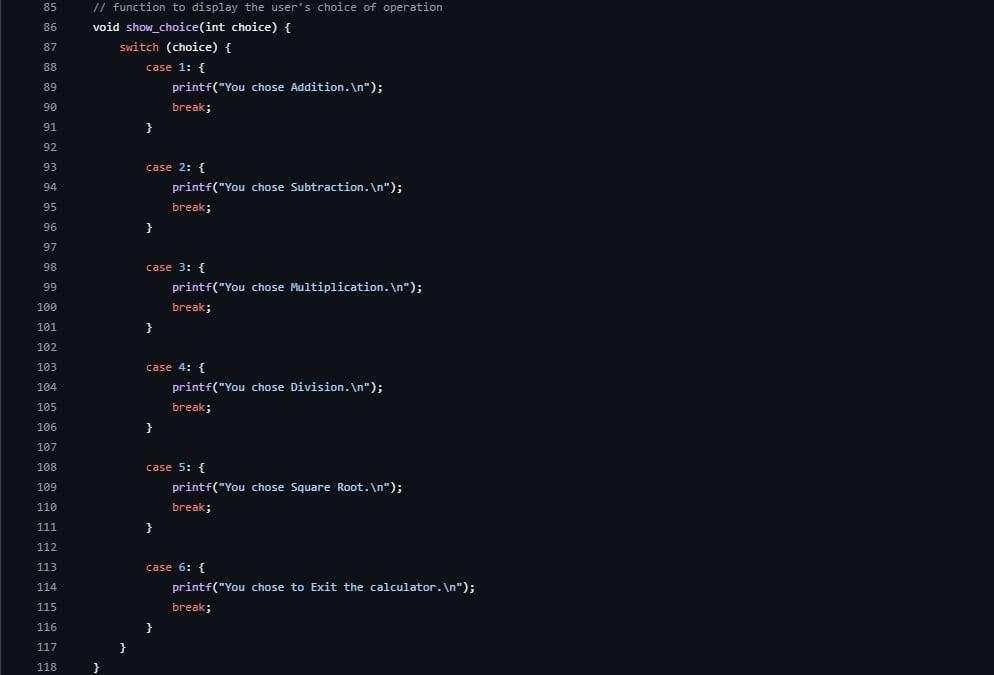 85 // function to display the user's choice of operation
86 void show_choice(int choice) {
87     switch (choice) {
88         case 1: {
89             printf("You chose Addition.\n");
90             break;
91         }
92
93         case 2: {
94             printf("You chose Subtraction.\n");
95             break;
96         }
97
98         case 3: {
99             printf("You chose Multiplication.\n");
100             break;
101         }
102
103         case 4: {
104             printf("You chose Division.\n");
105             break;
106         }
107
108         case 5: {
109             printf("You chose Square Root.\n");
110             break;
111         }
112
113         case 6: {
114             printf("You chose to Exit the calculator.\n");
115             break;
116         }
117     }
118 }